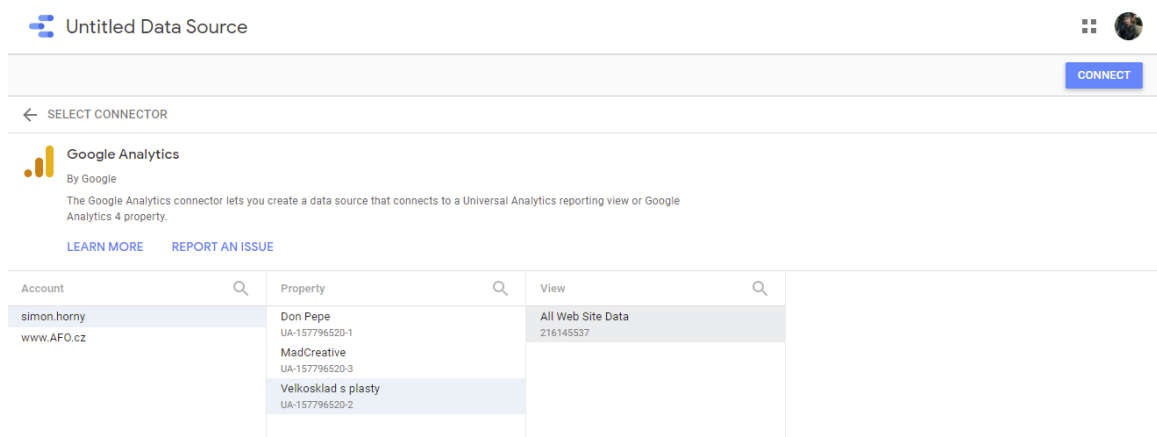 Untitled Data Source
CONNECT
SELECT CONNECTOR
Google Analytics
By Google
The Google Analytics connector lets you create a data source that connects to a Universal Analytics reporting view or Google
Analytics 4 property.
LEARN MORE REPORT AN ISSUE
Account Property View
simon.horny Don Pepe All Web Site Data
UA-157796520-1 216145537
www.AFO.cz
MadCreative
UA-157796520-3
Velkosklad s plasty
UA-157796520-2